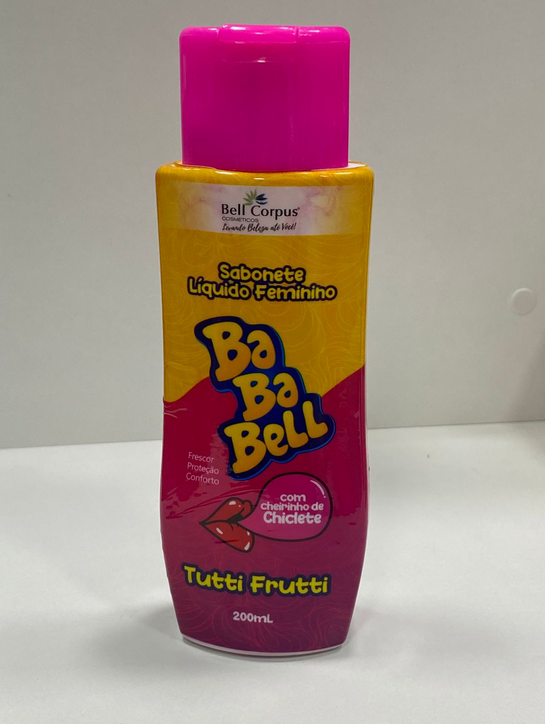 Bell Corpus®
COSMÉTICOS
Levando Beleza até Você!
Sabonete
Líquido Feminino
Ba
Ba
Bell
Frescor
Proteção
Conforto
com
cheirinho de
Chiclete
Tutti Frutti
200mL